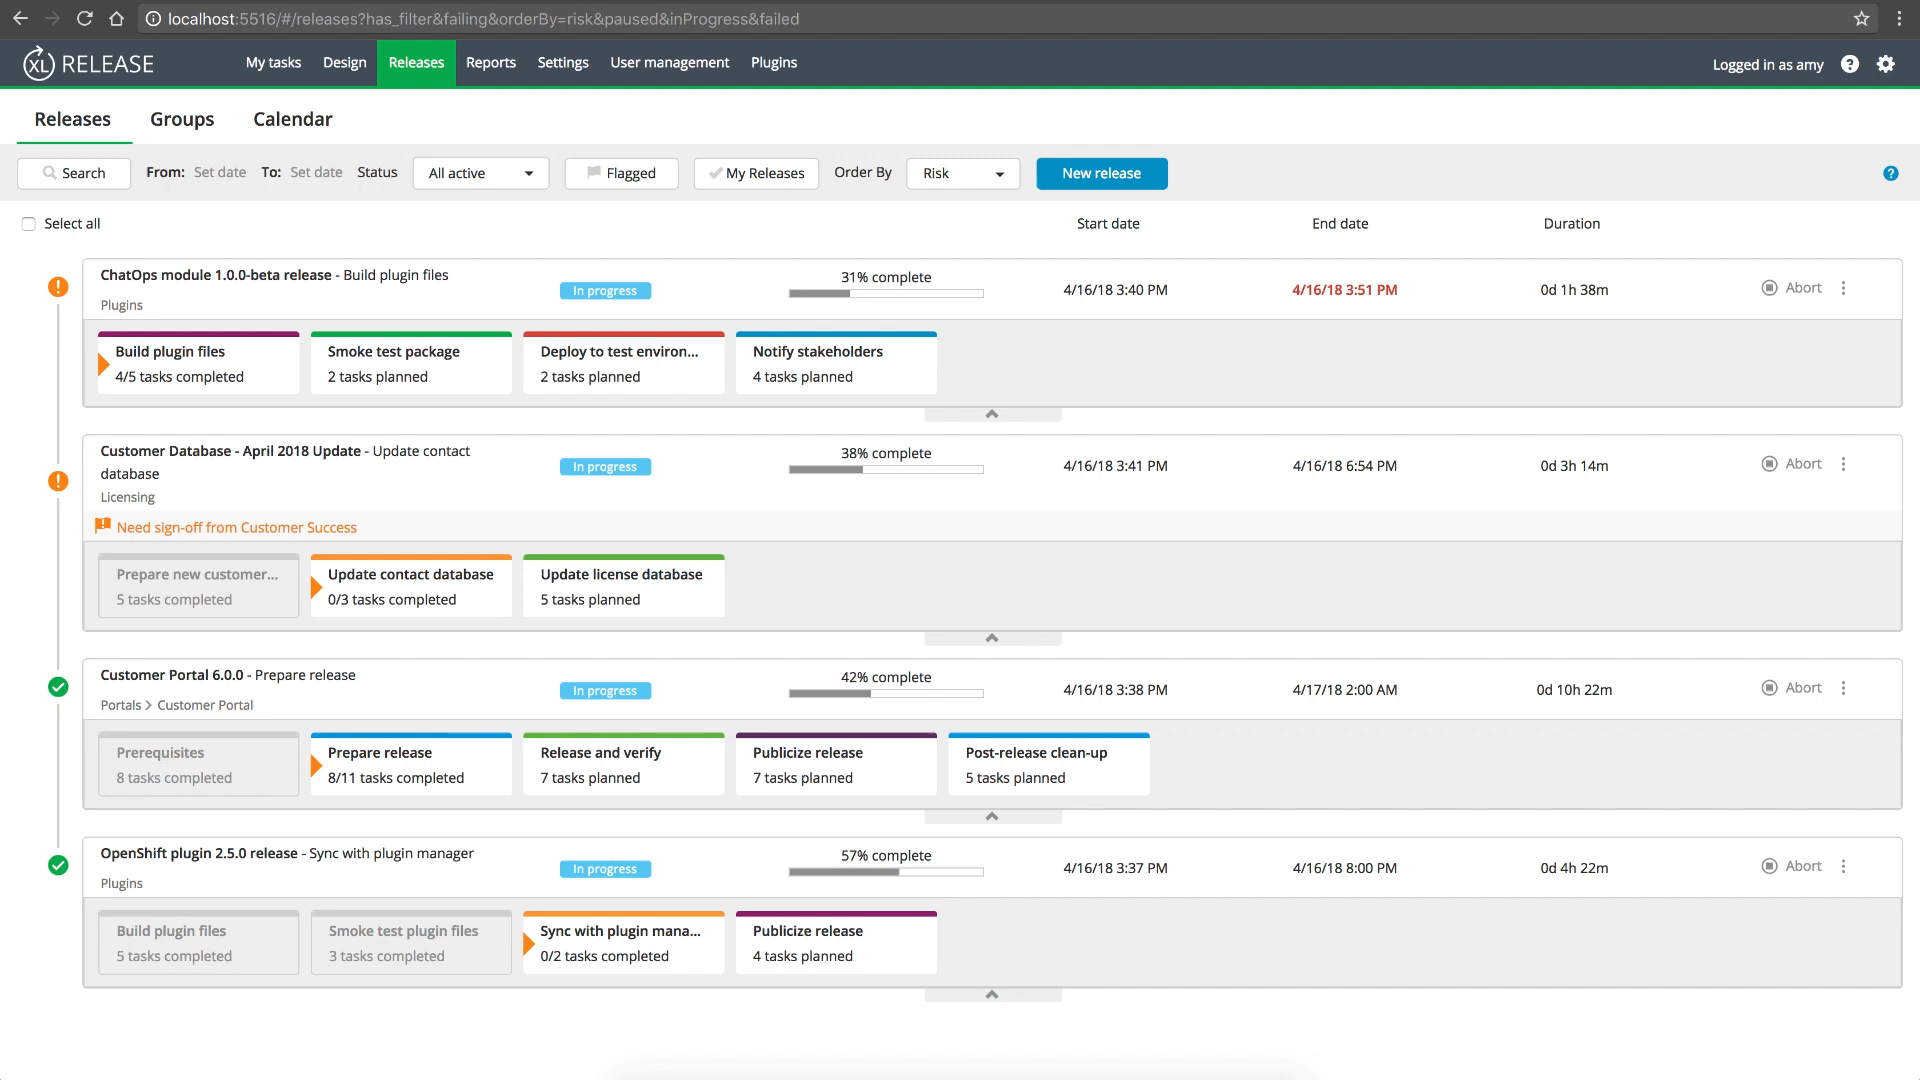 localhost:5516/#/releases?has_filter&failing&orderBy=risk&paused&inProgress&failed
XL RELEASE
My tasks Design Releases Reports Settings User management Plugins
Logged in as amy ?
Releases Groups Calendar
Search From: Set date To: Set date Status All active Flagged My Releases Order By Risk New release ?
Select all Start date End date Duration
ChatOps module 1.0.0-beta release - Build plugin files
Plugins
In progress
31% complete
4/16/18 3:40 PM 4/16/18 3:51 PM 0d 1h 38m Abort
Build plugin files
4/5 tasks completed
Smoke test package
2 tasks planned
Deploy to test environ...
2 tasks planned
Notify stakeholders
4 tasks planned
Customer Database - April 2018 Update - Update contact
database
Licensing
In progress
38% complete
4/16/18 3:41 PM 4/16/18 6:54 PM 0d 3h 14m Abort
Need sign-off from Customer Success
Prepare new customer...
5 tasks completed
Update contact database
0/3 tasks completed
Update license database
5 tasks planned
Customer Portal 6.0.0 - Prepare release
Portals > Customer Portal
In progress
42% complete
4/16/18 3:38 PM 4/17/18 2:00 AM 0d 10h 22m Abort
Prerequisites
8 tasks completed
Prepare release
8/11 tasks completed
Release and verify
7 tasks planned
Publicize release
7 tasks planned
Post-release clean-up
5 tasks planned
OpenShift plugin 2.5.0 release - Sync with plugin manager
Plugins
In progress
57% complete
4/16/18 3:37 PM 4/16/18 8:00 PM 0d 4h 22m Abort
Build plugin files
5 tasks completed
Smoke test plugin files
3 tasks completed
Sync with plugin mana...
0/2 tasks completed
Publicize release
4 tasks planned